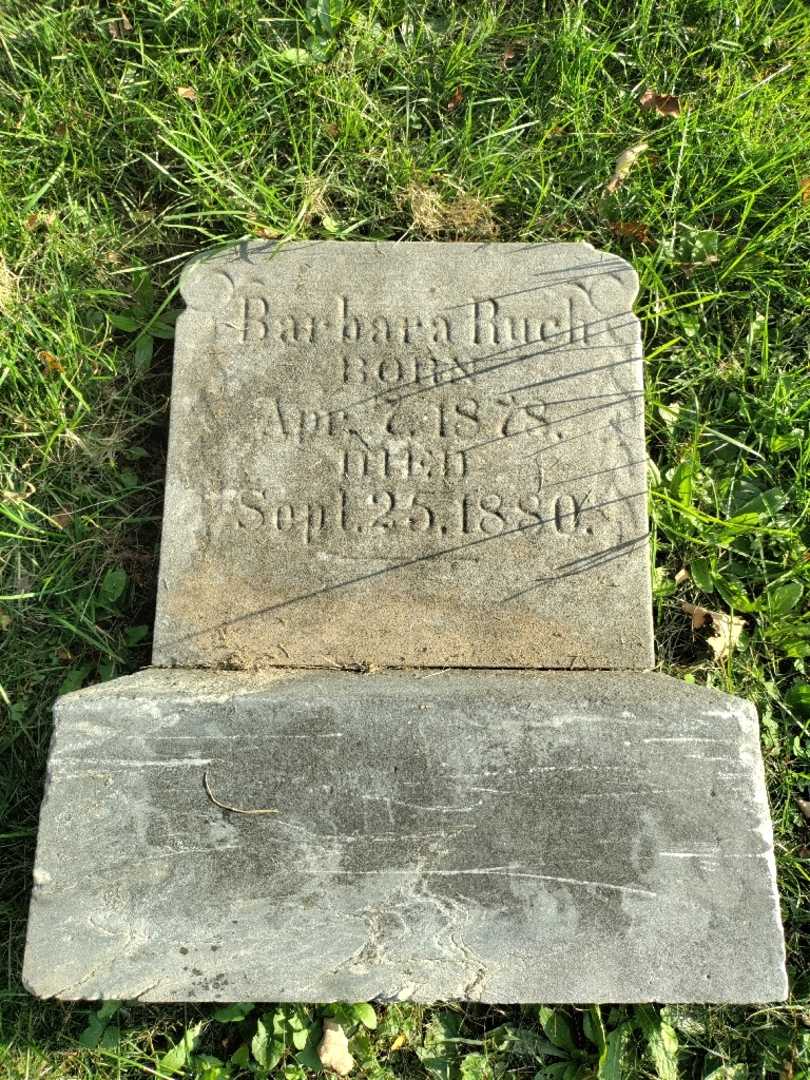 Barbara Ruch
BORN
Apr. 7. 1878.
DIED
Sept. 25. 1880.